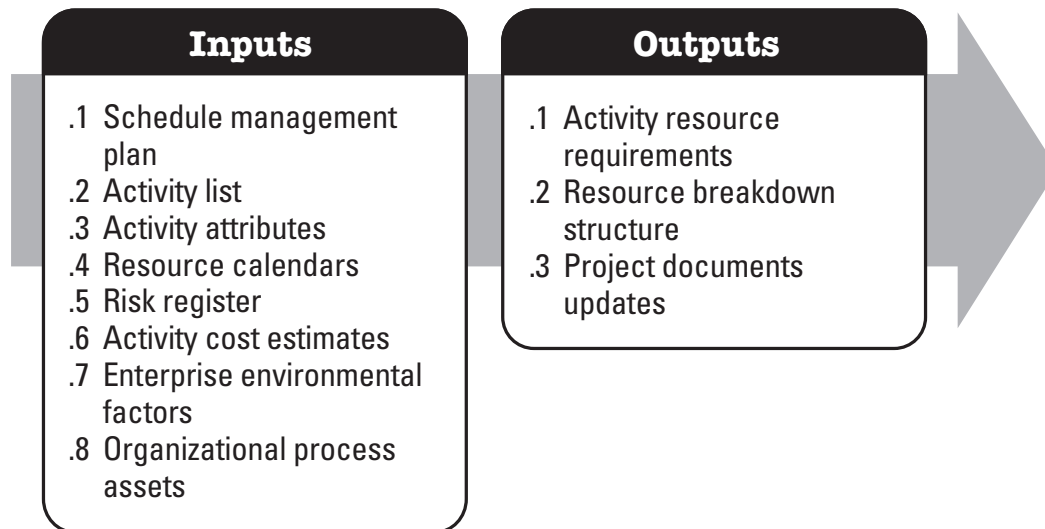 Inputs
.1 Schedule management
plan
.2 Activity list
.3 Activity attributes
.4 Resource calendars
.5 Risk register
.6 Activity cost estimates
.7 Enterprise environmental
factors
.8 Organizational process
assets
Outputs
.1 Activity resource
requirements
.2 Resource breakdown
structure
.3 Project documents
updates